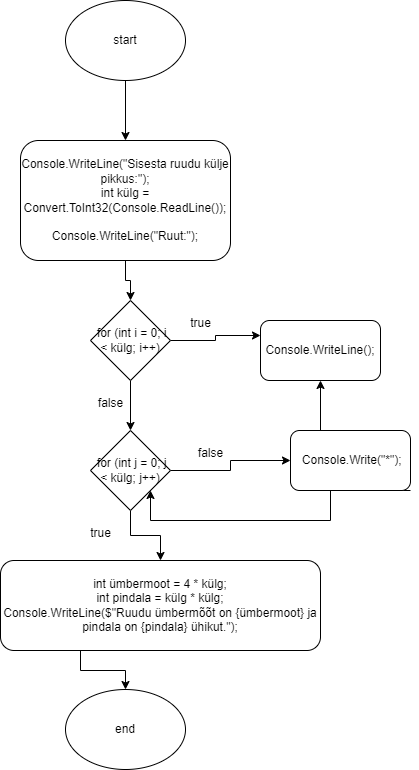 start
Console.WriteLine("Sisesta ruudu külje
pikkus:");
int külg =
Convert.ToInt32(Console.ReadLine());
Console.WriteLine("Ruut:");
for (int i = 0; i
< külg; i++)
true
Console.WriteLine();
false
for (int j = 0; j
< külg; j++)
false
Console.Write("*");
true
int ümbermoot = 4 * külg;
int pindala = külg * külg;
Console.WriteLine($"Ruudu ümbermõõt on {ümbermoot} ja
pindala on {pindala} ühikut.");
end